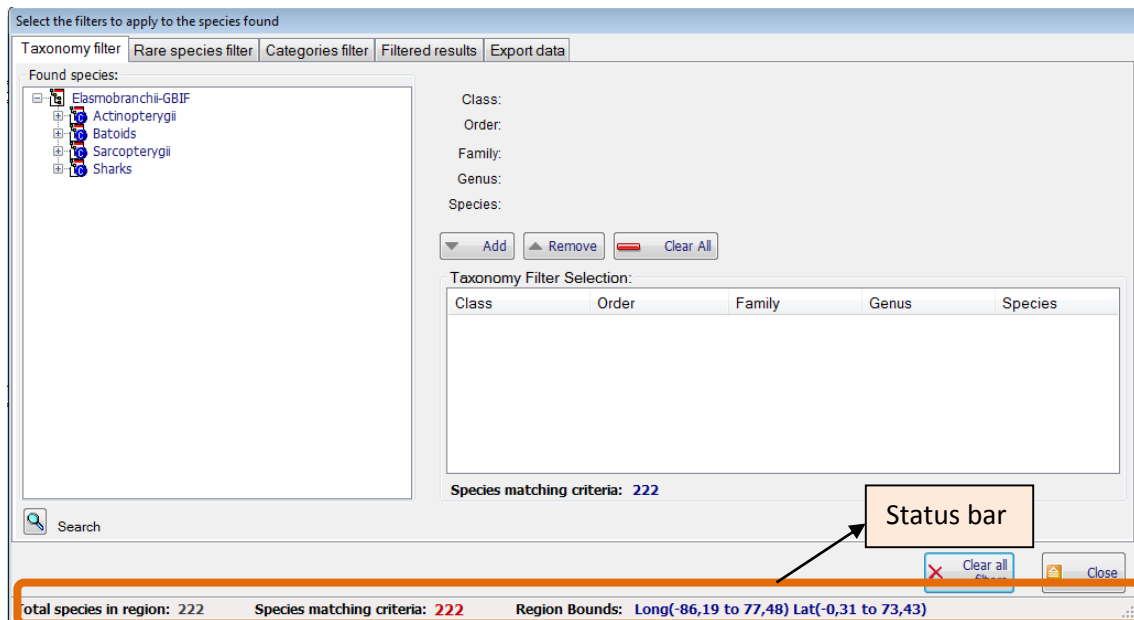 Select the filters to apply to the species found
Taxonomy filter Rare species filter Categories filter Filtered results Export data
Found species:
Elasmobranchii-GBIF
Actinopterygii
Batoids
Sarcopterygii
Sharks
Class:
Order:
Family:
Genus:
Species:
Add Remove Clear All
Taxonomy Filter Selection:
Class Order Family Genus Species
Species matching criteria: 222
Search
Status bar
Clear all
filters
Close
Total species in region: 222 Species matching criteria: 222 Region Bounds: Long(-86,19 to 77,48) Lat(-0,31 to 73,43)